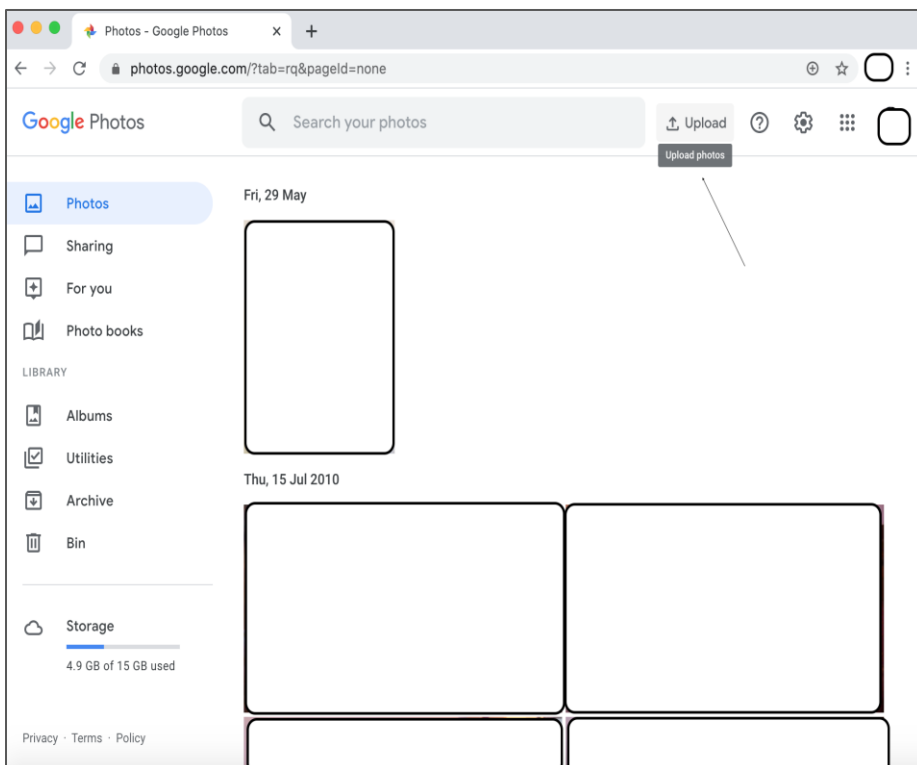 Photos - Google Photos
photos.google.com/?tab=rq&pageId=none
Google Photos
Search your photos
Upload
Upload photos
Photos
Sharing
For you
Photo books
LIBRARY
Albums
Utilities
Archive
Bin
Storage
4.9 GB of 15 GB used
Privacy · Terms · Policy
Fri, 29 May
Thu, 15 Jul 2010